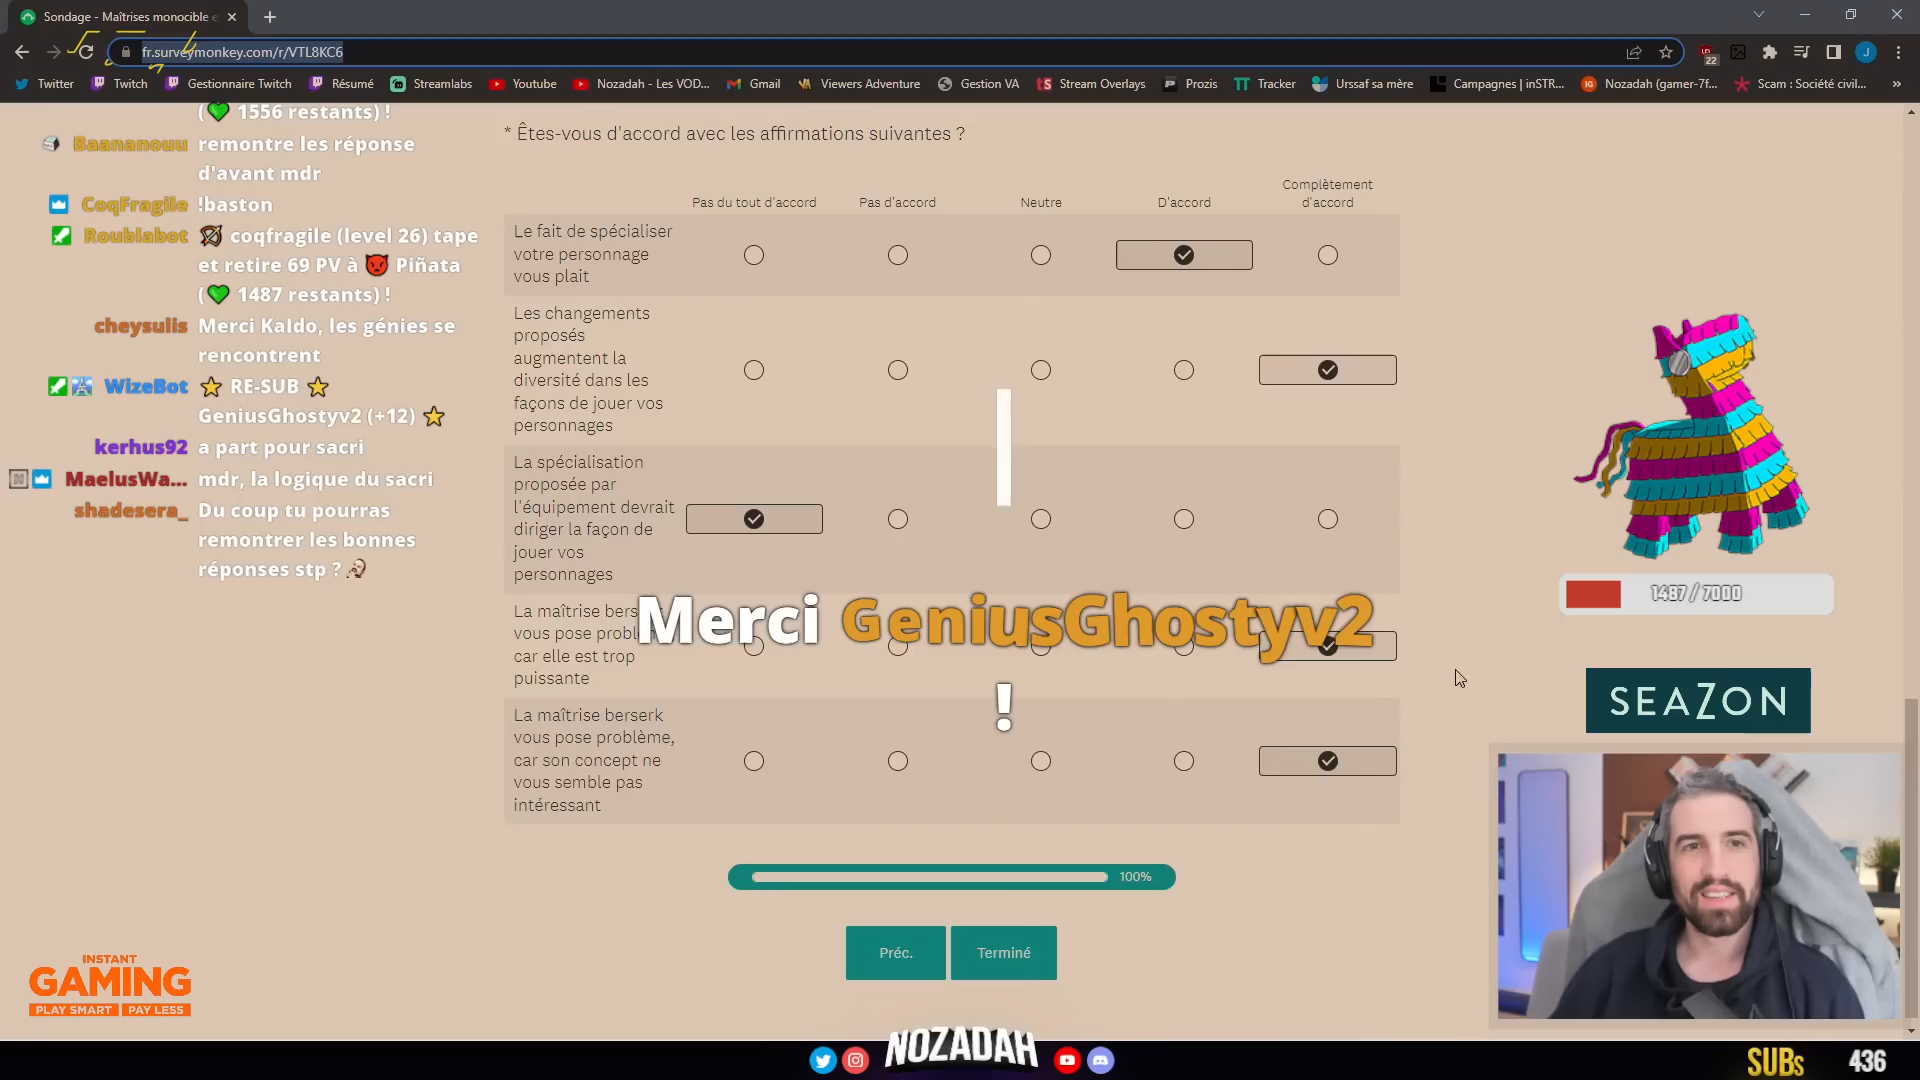 Sondage - Maîtrises monocible e
fr.surveymonkey.com/r/VTL8KC6
22
J
Twitter
Twitch
Gestionnaire Twitch
Résumé
Streamlabs
Youtube
Nozadah - Les VOD...
Gmail
Viewers Adventure
Gestion VA
Stream Overlays
Prozis
Tracker
Urssaf sa mère
Campagnes | inSTR...
Nozadah (gamer-7f...
Scam : Société civil...
(💚 1556 restants) !
Baananouu remontre les réponse
d'avant mdr
CoqFragile !baston
Roublabot coqfragile (level 26) tape
et retire 69 PV à 👿 Piñata
(💚 1487 restants) !
cheysulis Merci Kaldo, les génies se
rencontrent
WizeBot ⭐ RE-SUB ⭐
GeniusGhostyv2 (+12) ⭐
kerhus92 a part pour sacri
MaelusWa... mdr, la logique du sacri
shadesera_ Du coup tu pourras
remontrer les bonnes
réponses stp ?
* Êtes-vous d'accord avec les affirmations suivantes ?
Pas du tout d'accord
Pas d'accord
Neutre
D'accord
Complètement
d'accord
Le fait de spécialiser
votre personnage
vous plait
Les changements
proposés
augmentent la
diversité dans les
façons de jouer vos
personnages
La spécialisation
proposée par
l'équipement devrait
diriger la façon de
jouer vos
personnages
La maîtrise berserk
vous pose problème
car elle est trop
puissante
La maîtrise berserk
vous pose problème,
car son concept ne
vous semble pas
intéressant
Merci GeniusGhostyv2
!
100%
Préc.
Terminé
1487 / 7000
SEAZON
INSTANT
GAMING
PLAY SMART PAY LESS
NOZADAH
SUBs 436